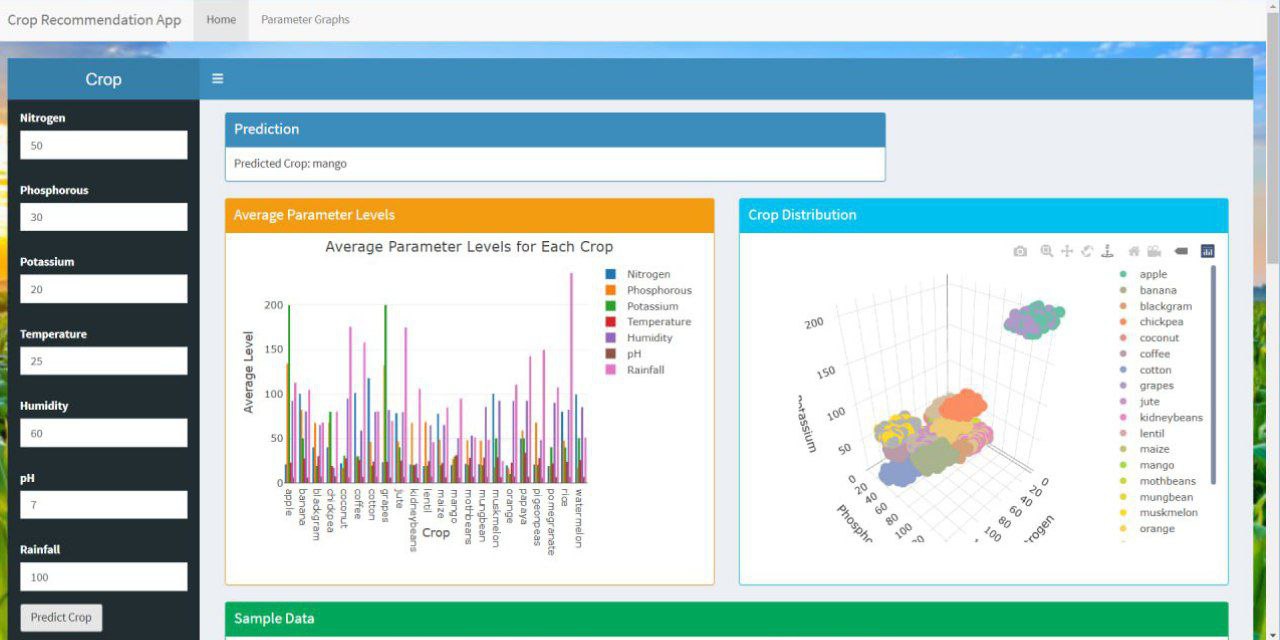 Crop Recommendation App Home Parameter Graphs
Crop
Nitrogen
50
Phosphorous
30
Potassium
20
Temperature
25
Humidity
60
pH
7
Rainfall
100
Predict Crop
Prediction
Predicted Crop: mango
Average Parameter Levels
Average Parameter Levels for Each Crop
Average Level
200
150
100
50
0
apple
banana
blackgram
chickpea
coconut
coffee
cotton
grapes
jute
kidneybeans
lentil
maize
mango
mothbeans
mungbean
muskmelon
orange
papaya
pigeonpeas
pomegranate
rice
watermelon
Crop
Nitrogen
Phosphorous
Potassium
Temperature
Humidity
pH
Rainfall
Crop Distribution
200
150
100
50
0
otassium
0
20
40
60
80
100
Phospho
0
20
40
60
80
100
rogen
apple
banana
blackgram
chickpea
coconut
coffee
cotton
grapes
jute
kidneybeans
lentil
maize
mango
mothbeans
mungbean
muskmelon
orange
Sample Data